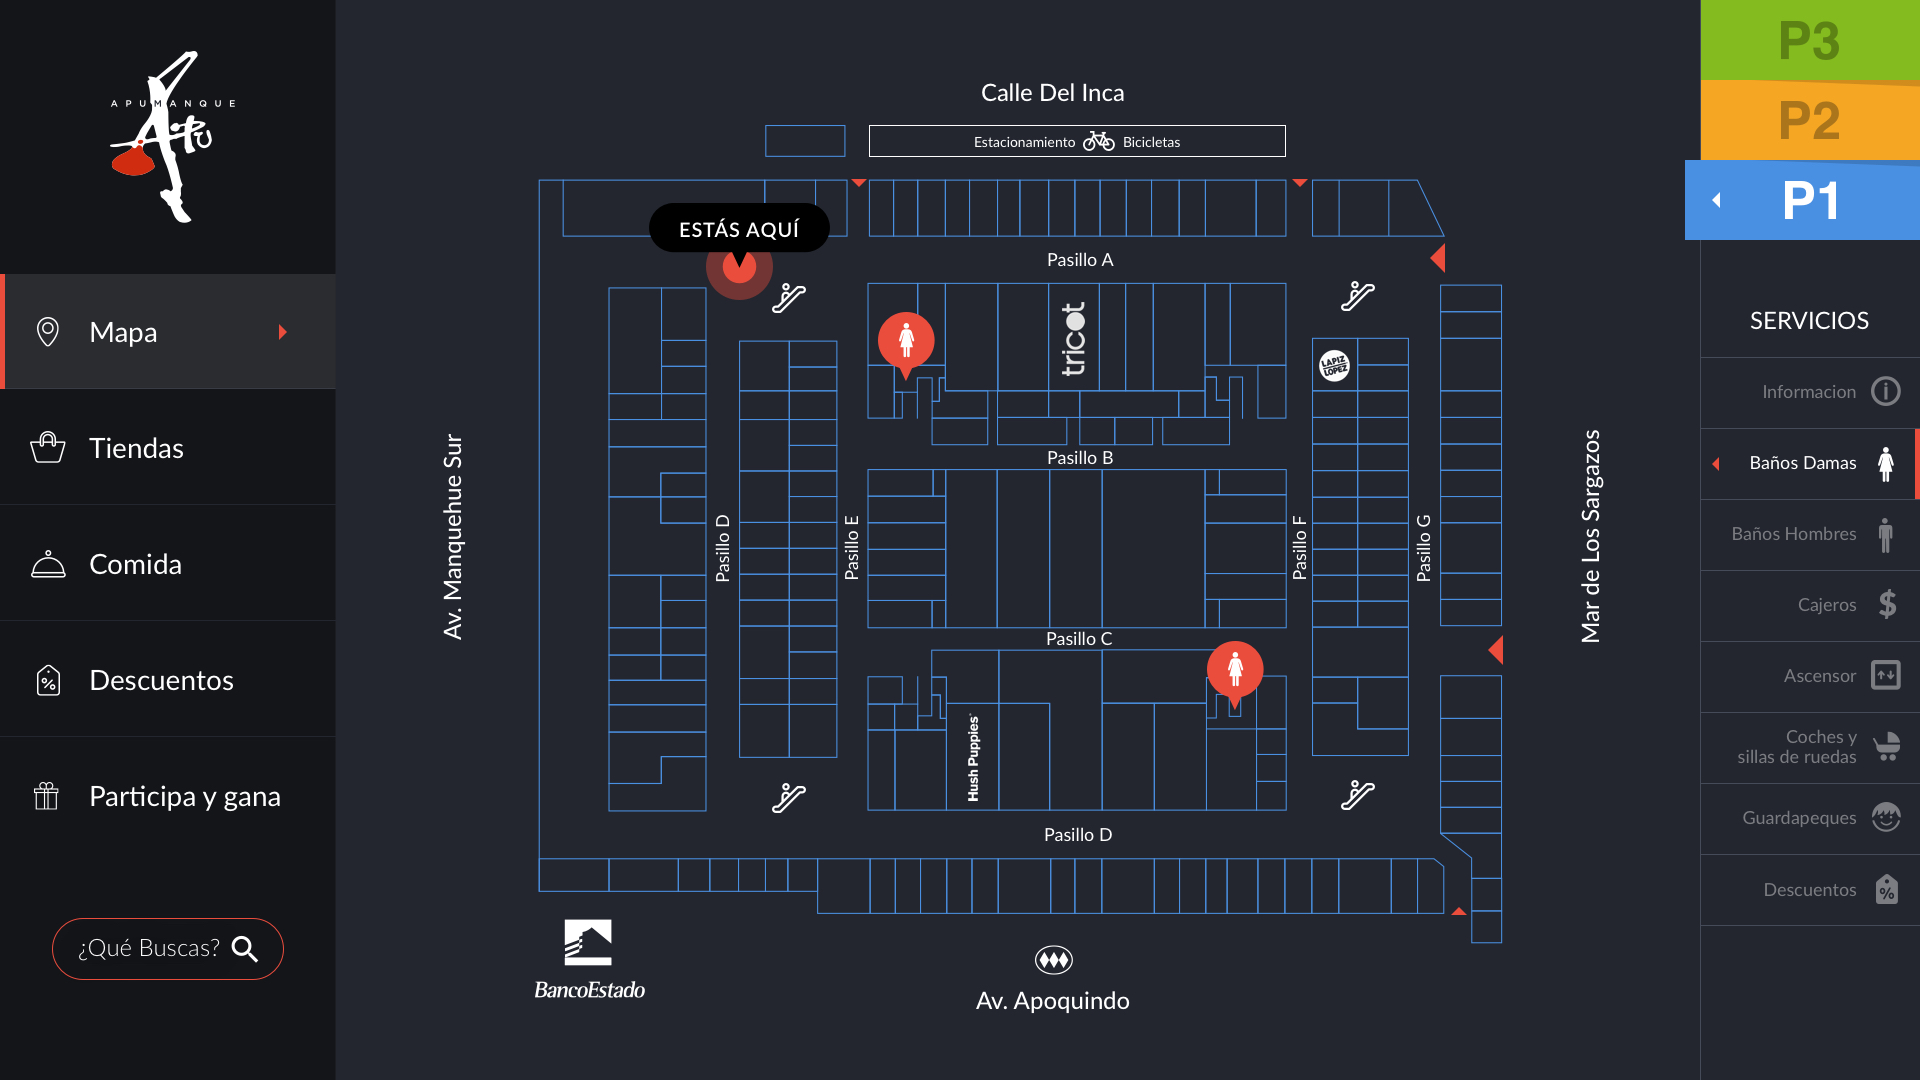 APUMANQUE
Apu
Mapa
Tiendas
Comida
Descuentos
Participa y gana
¿Qué Buscas?
Calle Del Inca
Estacionamiento Bicicletas
ESTÁS AQUÍ
Pasillo A
tricot
LAPIZ
LOPEZ
Pasillo B
Av. Manquehue Sur
Pasillo D
Pasillo E
Pasillo F
Pasillo G
Mar de Los Sargazos
Pasillo C
Hush Puppies
Pasillo D
BancoEstado
Av. Apoquindo
P3
P2
P1
SERVICIOS
Informacion
Baños Damas
Baños Hombres
Cajeros
$
Ascensor
Coches y
sillas de ruedas
Guardapeques
Descuentos